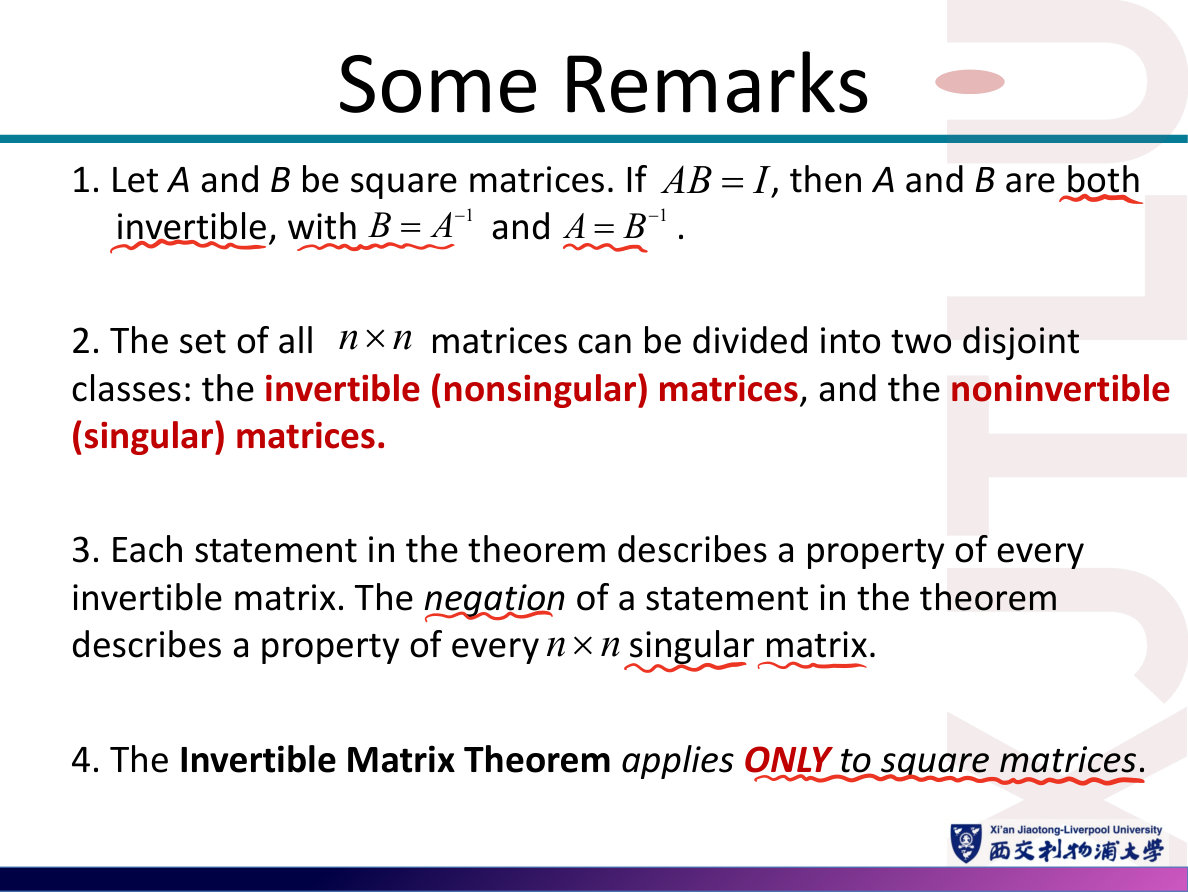 Some Remarks
1. Let A and B be square matrices. If AB = I, then A and B are both
invertible, with B = A⁻¹ and A = B⁻¹ .
2. The set of all n × n matrices can be divided into two disjoint
classes: the invertible (nonsingular) matrices, and the noninvertible
(singular) matrices.
3. Each statement in the theorem describes a property of every
invertible matrix. The negation of a statement in the theorem
describes a property of every n × n singular matrix.
4. The Invertible Matrix Theorem applies ONLY to square matrices.
Xi'an Jiaotong-Liverpool University
西交利物浦大学
XJTLU